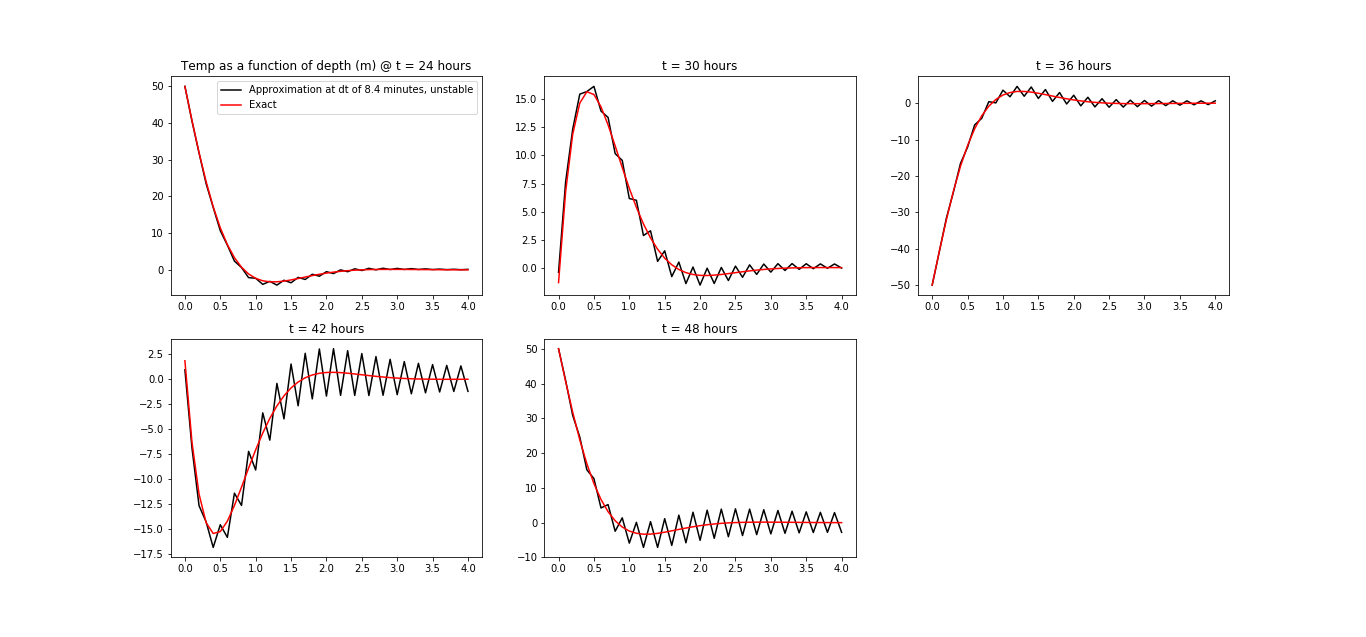 Temp as a function of depth (m) @ t = 24 hours
Approximation at dt of 8.4 minutes, unstable
Exact
50
40
30
20
10
0
0.0 0.5 1.0 1.5 2.0 2.5 3.0 3.5 4.0
t = 30 hours
15.0
12.5
10.0
7.5
5.0
2.5
0.0
0.0 0.5 1.0 1.5 2.0 2.5 3.0 3.5 4.0
t = 36 hours
0
−10
−20
−30
−40
−50
0.0 0.5 1.0 1.5 2.0 2.5 3.0 3.5 4.0
t = 42 hours
2.5
0.0
−2.5
−5.0
−7.5
−10.0
−12.5
−15.0
−17.5
0.0 0.5 1.0 1.5 2.0 2.5 3.0 3.5 4.0
t = 48 hours
50
40
30
20
10
0
−10
0.0 0.5 1.0 1.5 2.0 2.5 3.0 3.5 4.0